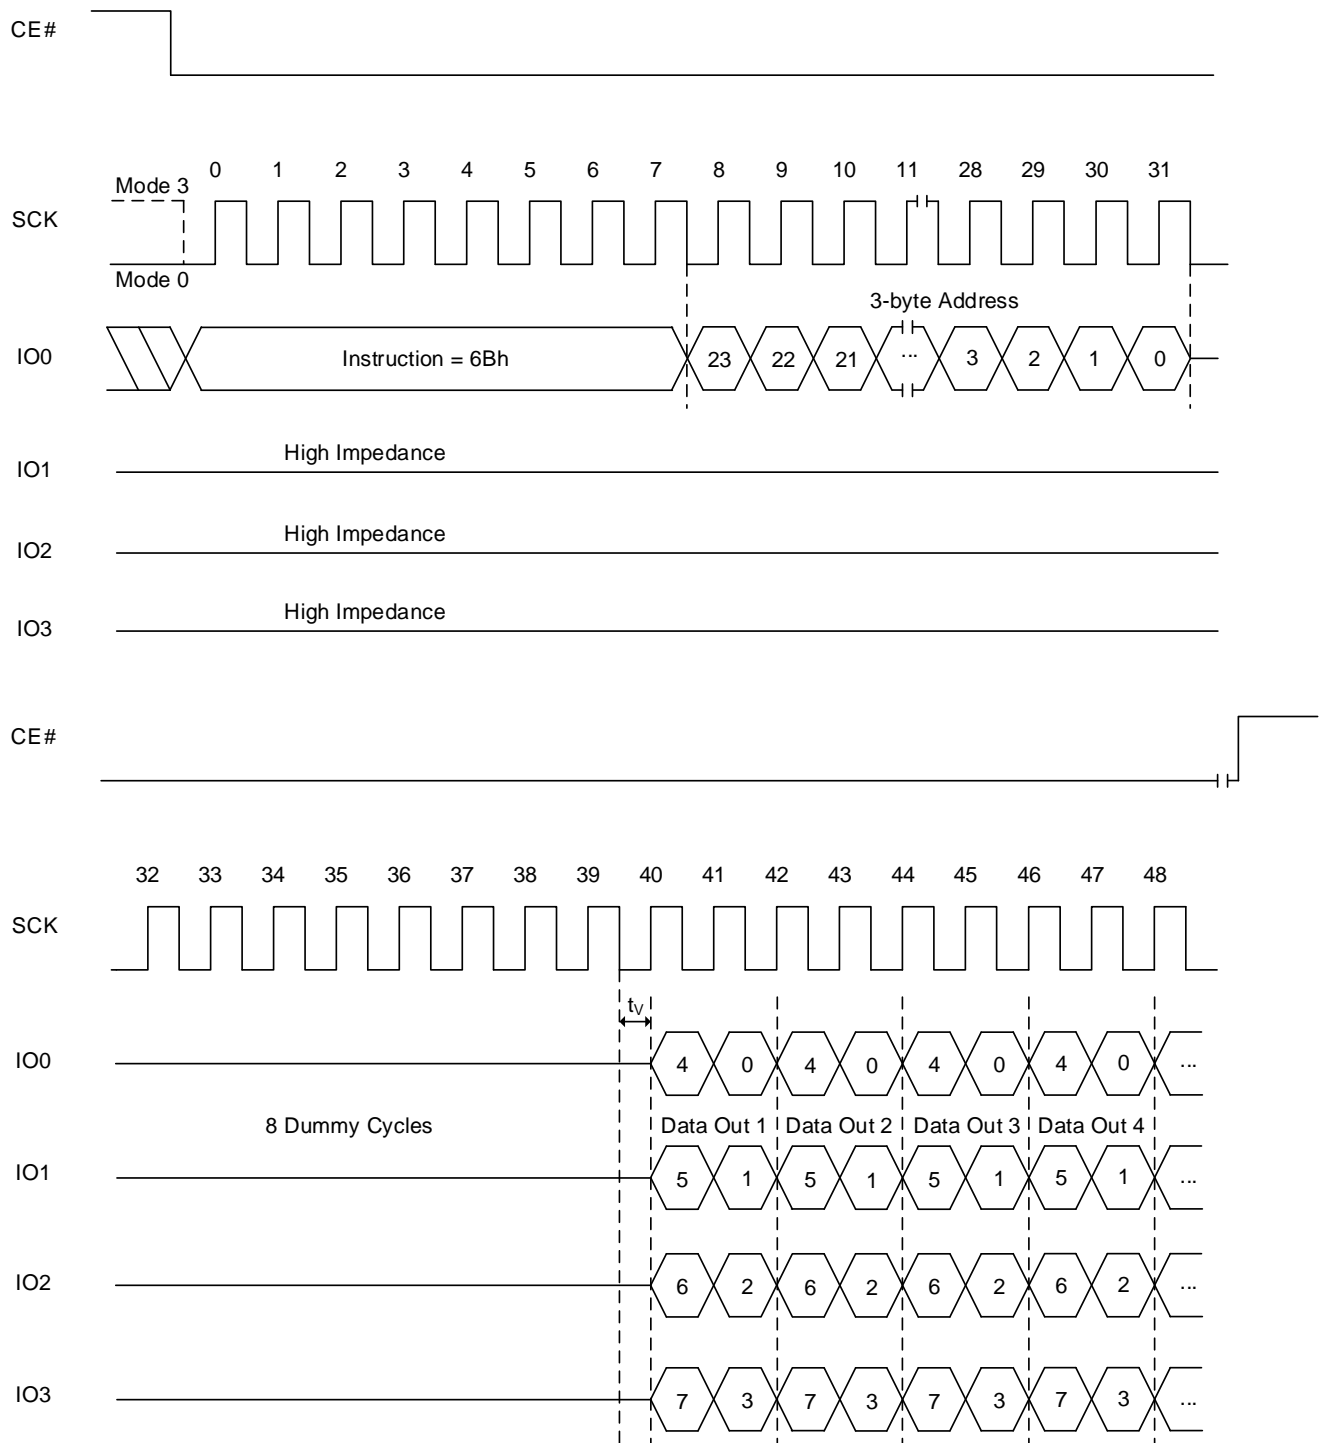 CE#
0 1 2 3 4 5 6 7 8 9 10 11 28 29 30 31
Mode 3
SCK
Mode 0
3-byte Address
IO0 Instruction = 6Bh 23 22 21 ... 3 2 1 0
High Impedance
IO1
High Impedance
IO2
High Impedance
IO3
CE#
32 33 34 35 36 37 38 39 40 41 42 43 44 45 46 47 48
SCK
tV
IO0 4 0 4 0 4 0 4 0 ...
8 Dummy Cycles Data Out 1 Data Out 2 Data Out 3 Data Out 4
IO1 5 1 5 1 5 1 5 1 ...
IO2 6 2 6 2 6 2 6 2 ...
IO3 7 3 7 3 7 3 7 3 ...